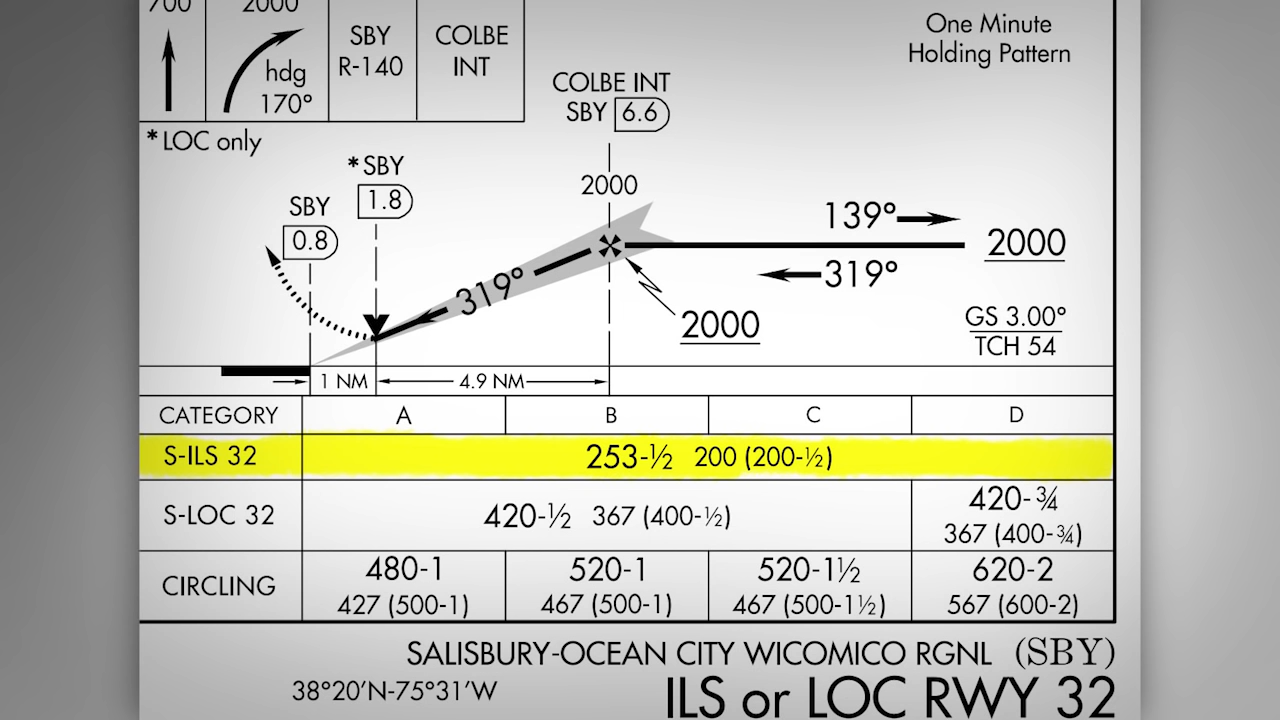 700
2000
hdg
170°
SBY
R-140
COLBE
INT
One Minute
Holding Pattern
*LOC only
COLBE INT
SBY 6.6
*SBY
1.8
SBY
0.8
2000
319°
139°
319°
2000
2000
GS 3.00°
TCH 54
1 NM
4.9 NM
CATEGORY A B C D
S-ILS 32 253-½ 200 (200-½)
S-LOC 32 420-½ 367 (400-½) 420-¾
367 (400-¾)
CIRCLING 480-1 520-1 520-1½ 620-2
427 (500-1) 467 (500-1) 467 (500-1½) 567 (600-2)
SALISBURY-OCEAN CITY WICOMICO RGNL (SBY)
38°20'N-75°31'W
ILS or LOC RWY 32